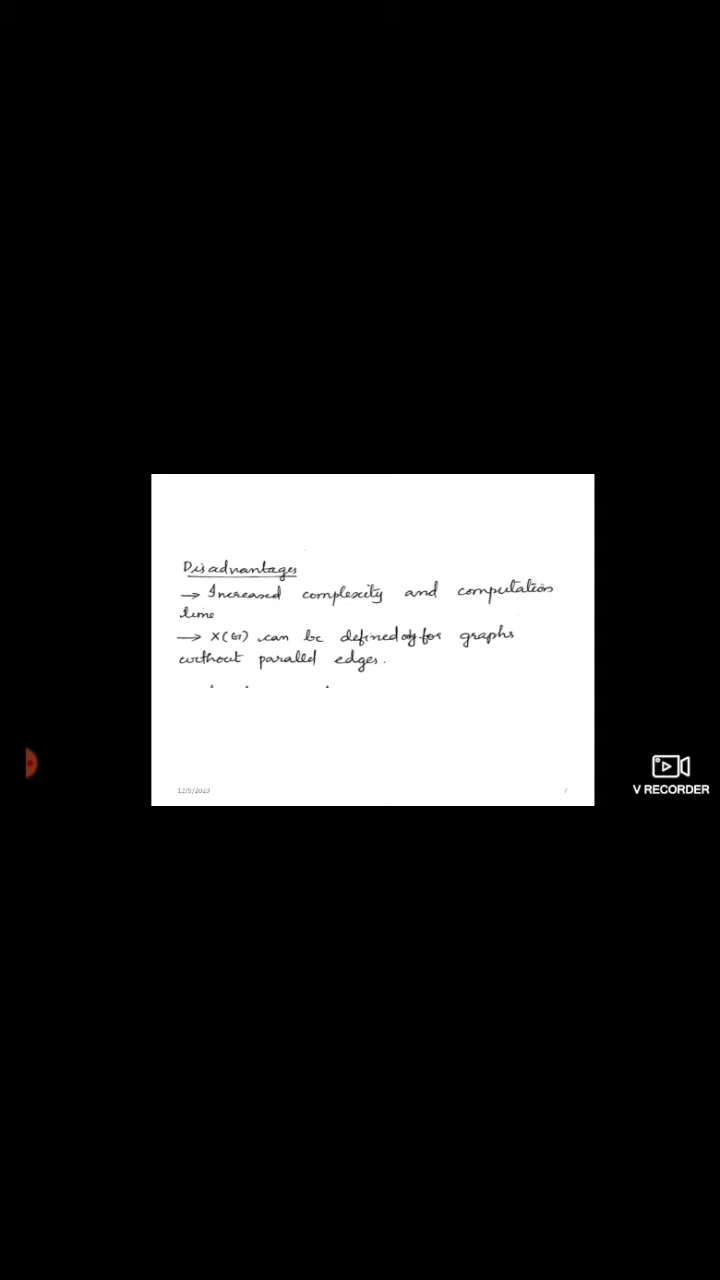 Disadvantages
→ Increased complexity and computation
time
→ X(G) can be defined only for graphs
without parallel edges.
12/5/2020
7
V RECORDER